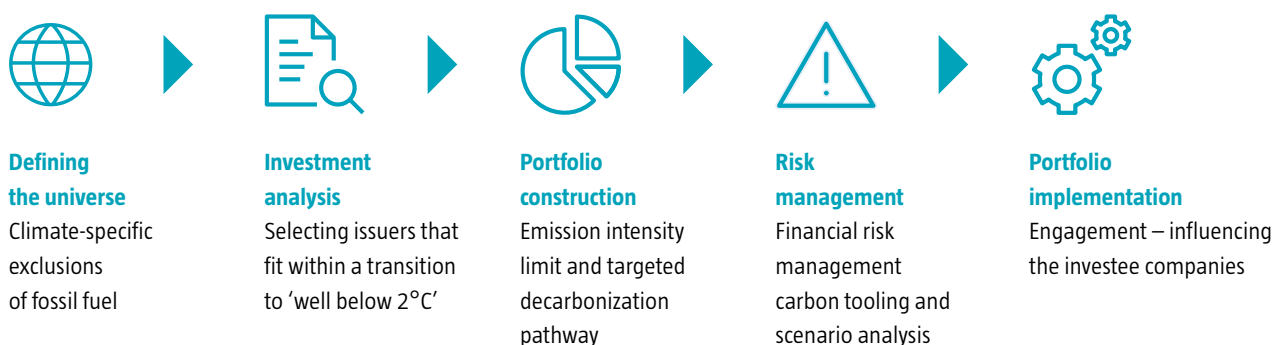 Defining
the universe
Climate-specific
exclusions
of fossil fuel
Investment
analysis
Selecting issuers that
fit within a transition
to ‘well below 2°C’
Portfolio
construction
Emission intensity
limit and targeted
decarbonization
pathway
Risk
management
Financial risk
management
carbon tooling and
scenario analysis
Portfolio
implementation
Engagement – influencing
the investee companies